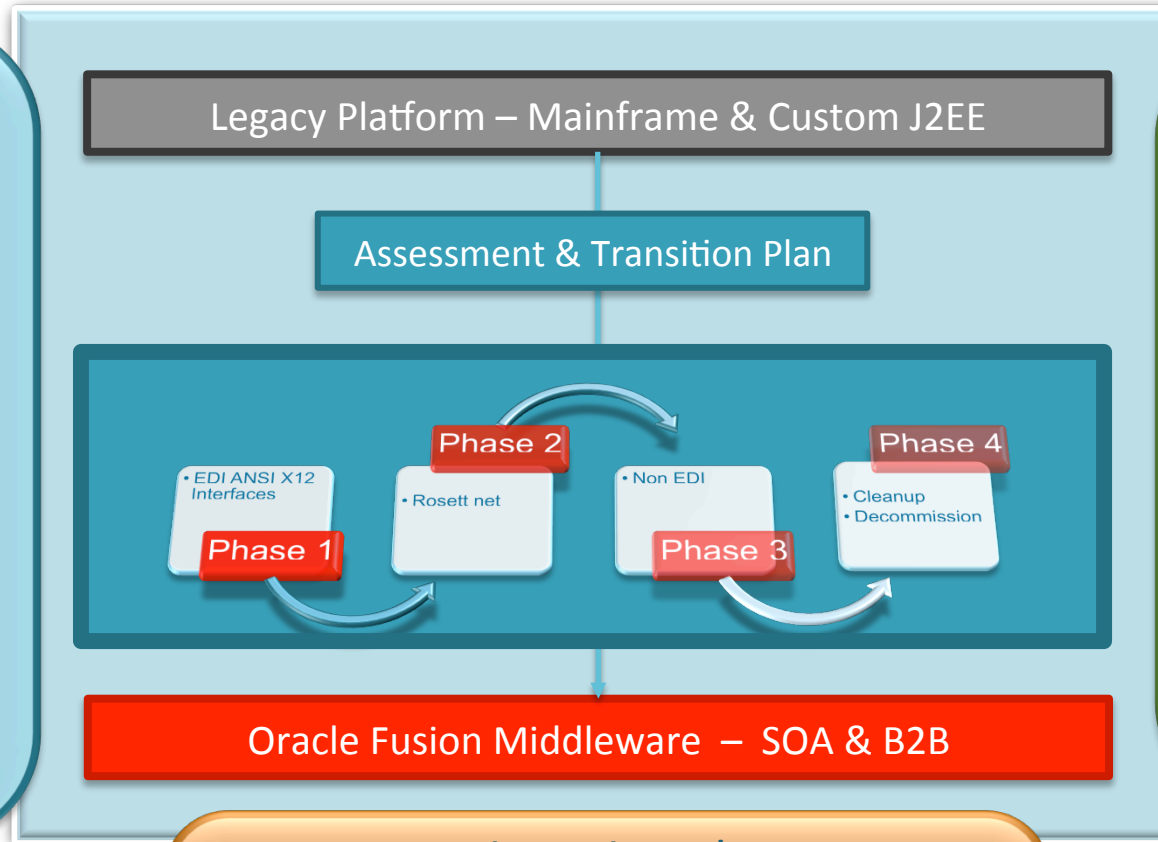 Legacy Platform – Mainframe & Custom J2EE
Assessment & Transition Plan
• EDI ANSI X12
Interfaces
Phase 1
Phase 2
• Rosett net
• Non EDI
Phase 3
Phase 4
• Cleanup
• Decommission
Oracle Fusion Middleware – SOA & B2B